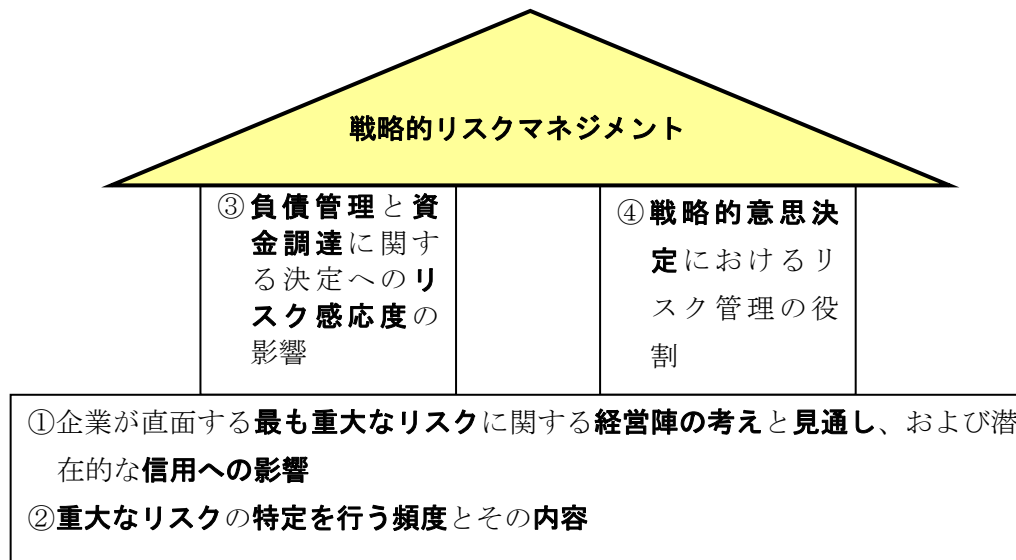 戦略的リスクマネジメント
③負債管理と資
金調達に関す
る決定へのリ
スク感応度の
影響
④戦略的意思決
定におけるリ
スク管理の役
割
①企業が直面する最も重大なリスクに関する経営陣の考えと見通し、および潜
在的な信用への影響
②重大なリスクの特定を行う頻度とその内容